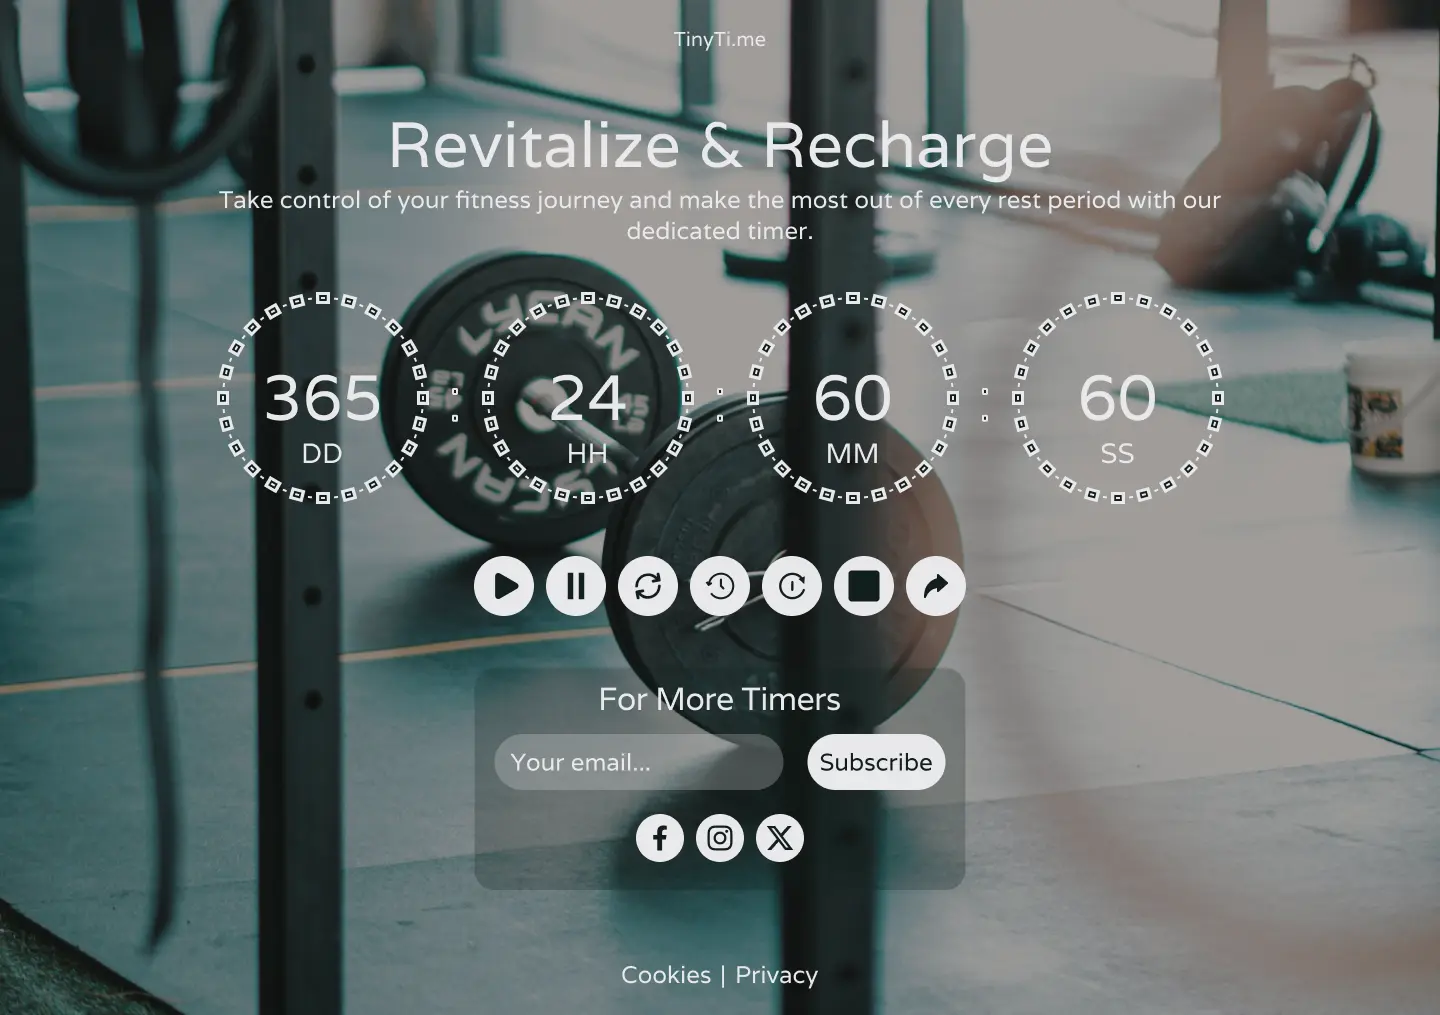 TinyTi.me
Revitalize & Recharge
Take control of your fitness journey and make the most out of every rest period with our
dedicated timer.
LYCAN
365 : 24 : 60 : 60
DD HH MM SS
LYCAN
For More Timers
Your email...
Subscribe
Cookies | Privacy